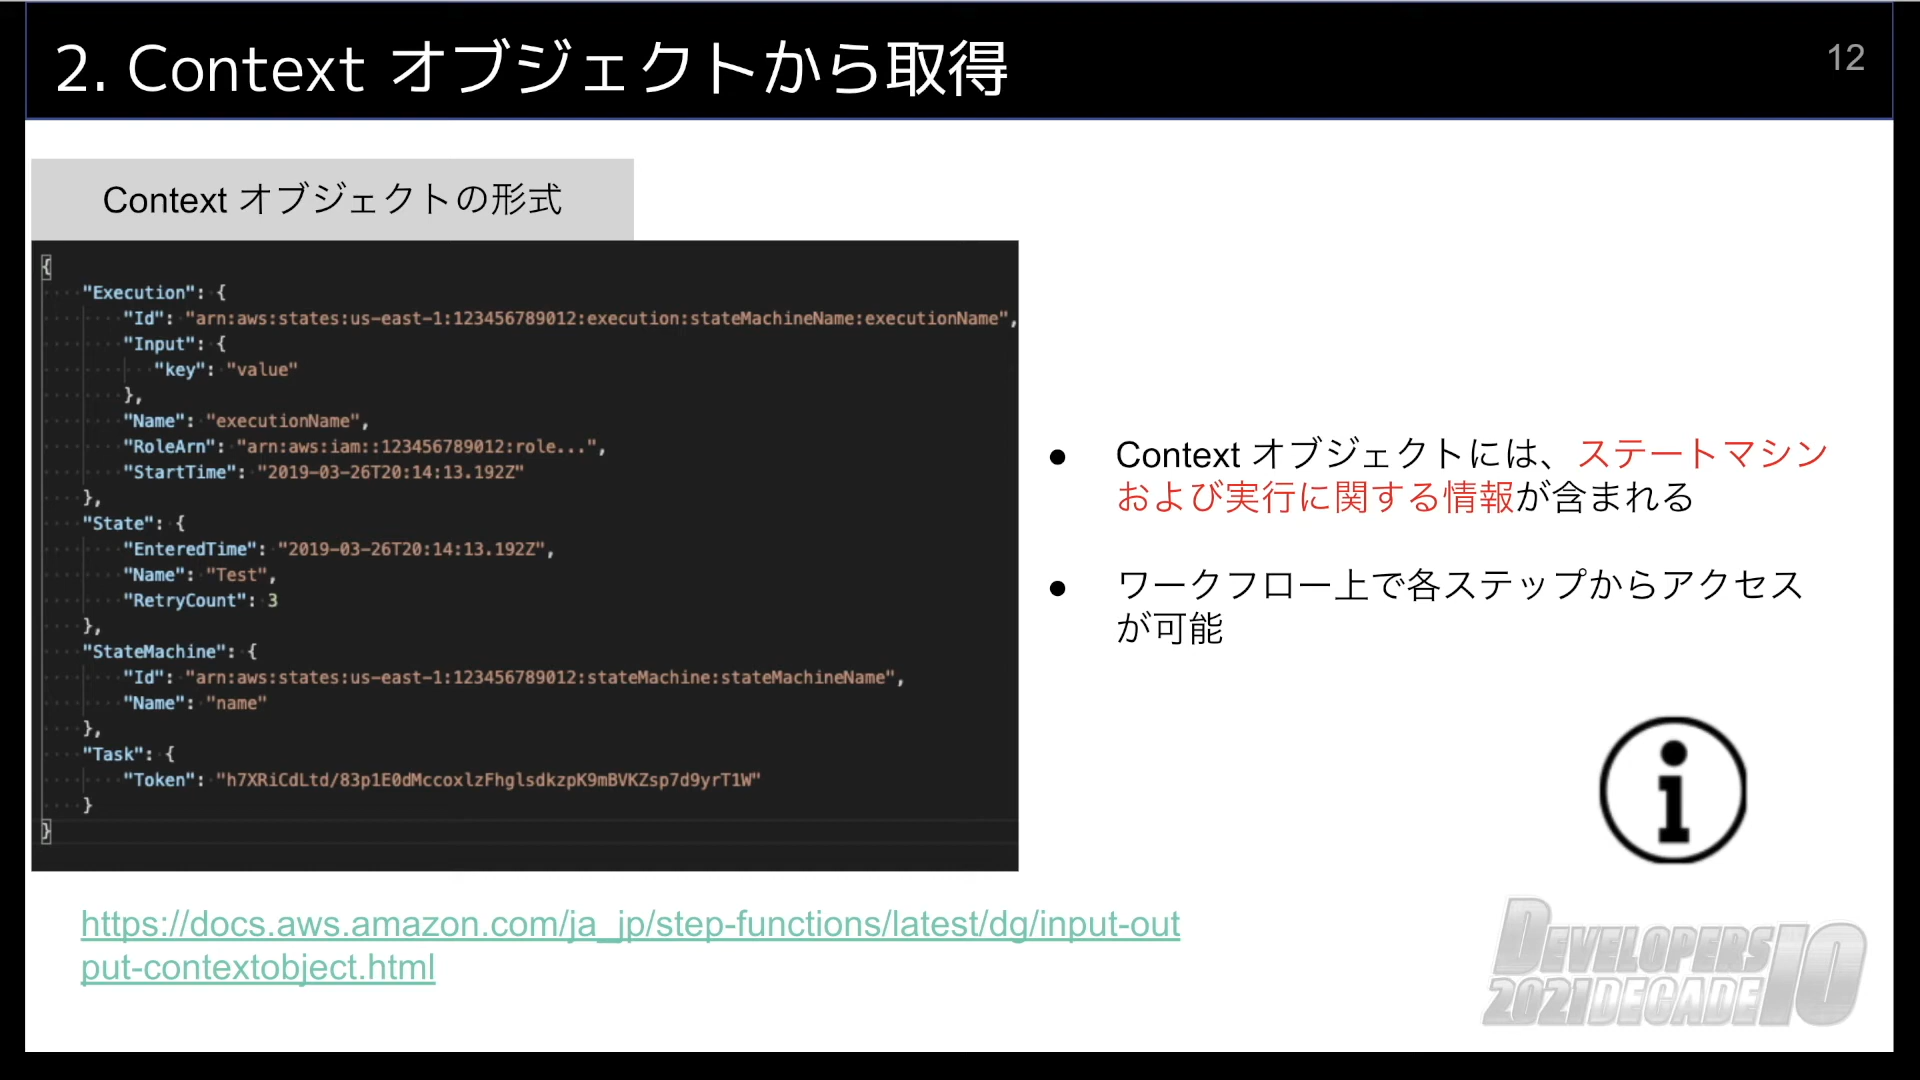 2. Context オブジェクトから取得
12
Context オブジェクトの形式
{
"Execution": {
"Id": "arn:aws:states:us-east-1:123456789012:execution:stateMachineName:executionName",
"Input": {
"key": "value"
},
"Name": "executionName",
"RoleArn": "arn:aws:iam::123456789012:role...",
"StartTime": "2019-03-26T20:14:13.192Z"
},
"State": {
"EnteredTime": "2019-03-26T20:14:13.192Z",
"Name": "Test",
"RetryCount": 3
},
"StateMachine": {
"Id": "arn:aws:states:us-east-1:123456789012:stateMachine:stateMachineName",
"Name": "name"
},
"Task": {
"Token": "h7XRiCdLtd/83p1E0dMccoxlzFhglsdkzpK9mBVKZsp7d9yrT1W"
}
}
● Context オブジェクトには、ステートマシン
および実行に関する情報が含まれる
● ワークフロー上で各ステップからアクセス
が可能
https://docs.aws.amazon.com/ja_jp/step-functions/latest/dg/input-out
put-contextobject.html
DEVELOPERS
2021 DECADE 10